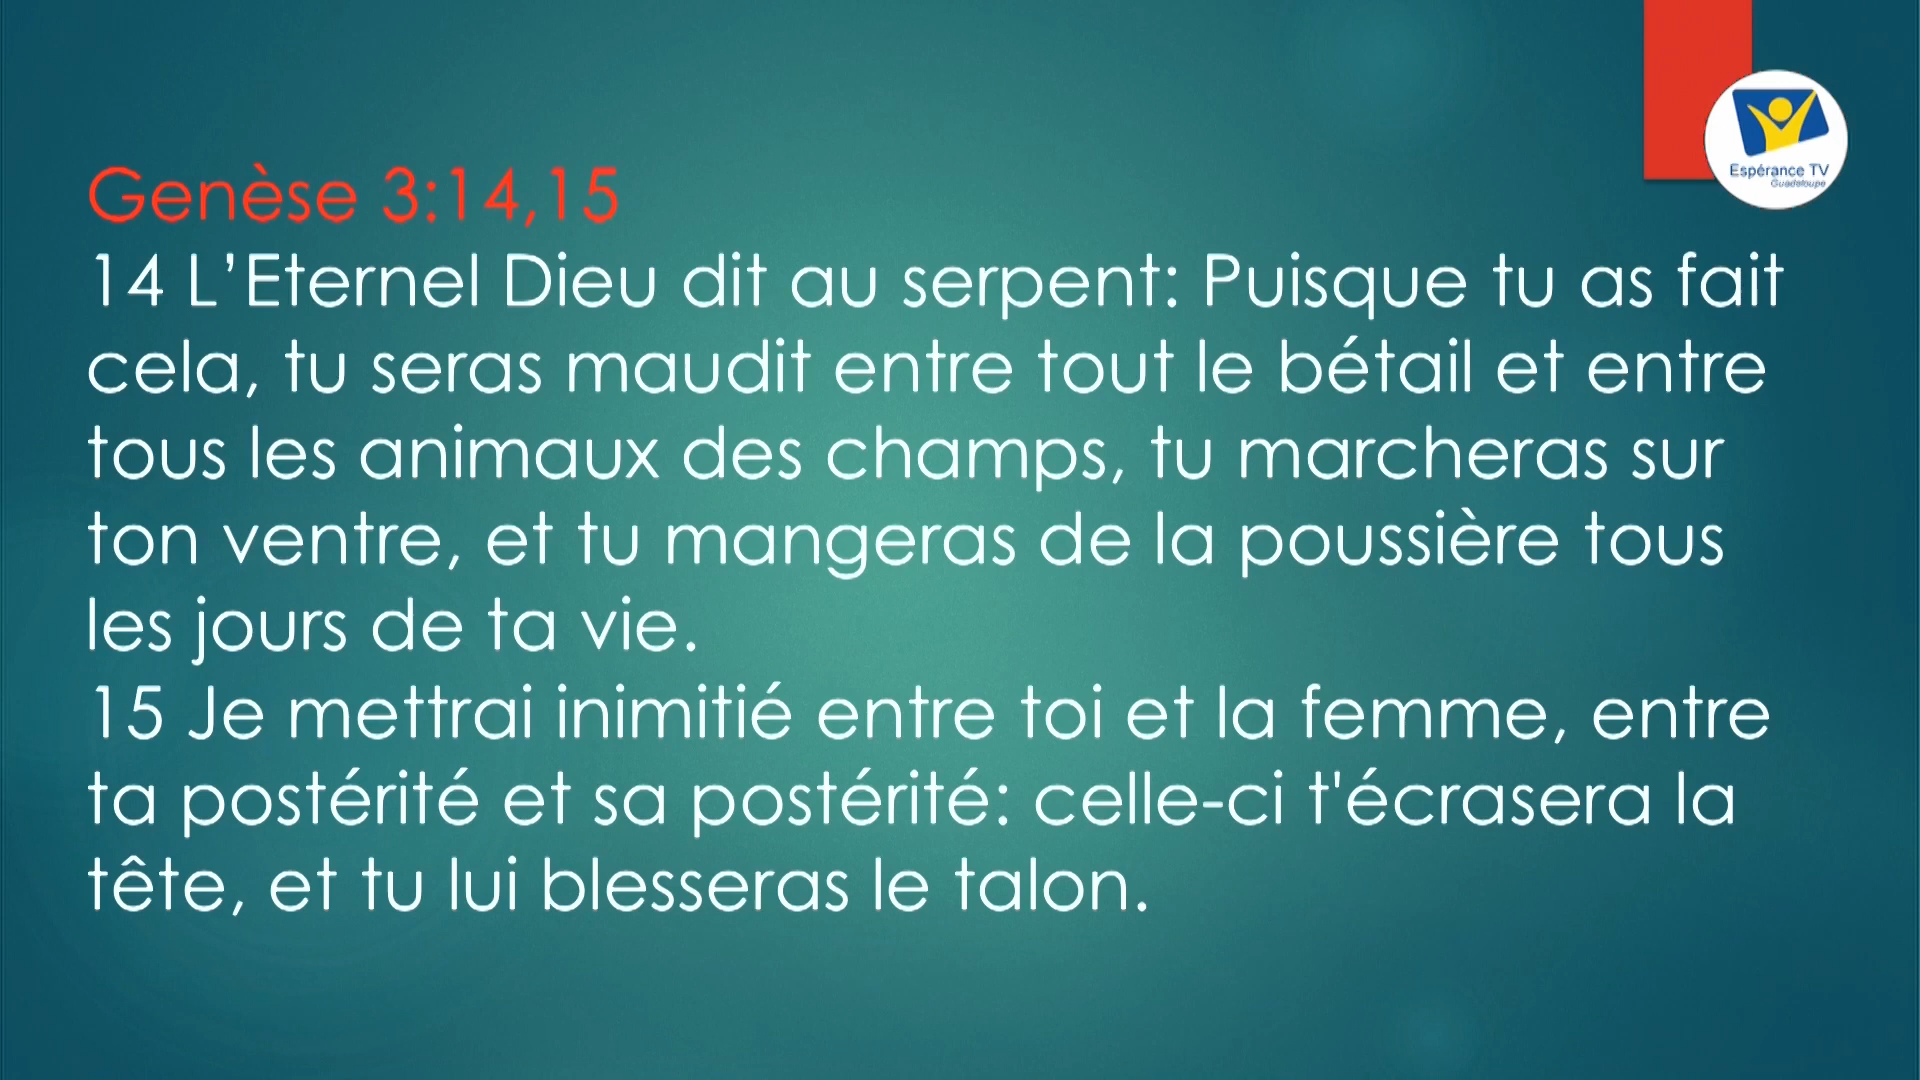 Espérance TV
Guadeloupe
Genèse 3:14,15
14 L’Eternel Dieu dit au serpent: Puisque tu as fait
cela, tu seras maudit entre tout le bétail et entre
tous les animaux des champs, tu marcheras sur
ton ventre, et tu mangeras de la poussière tous
les jours de ta vie.
15 Je mettrai inimitié entre toi et la femme, entre
ta postérité et sa postérité: celle-ci t'écrasera la
tête, et tu lui blesseras le talon.